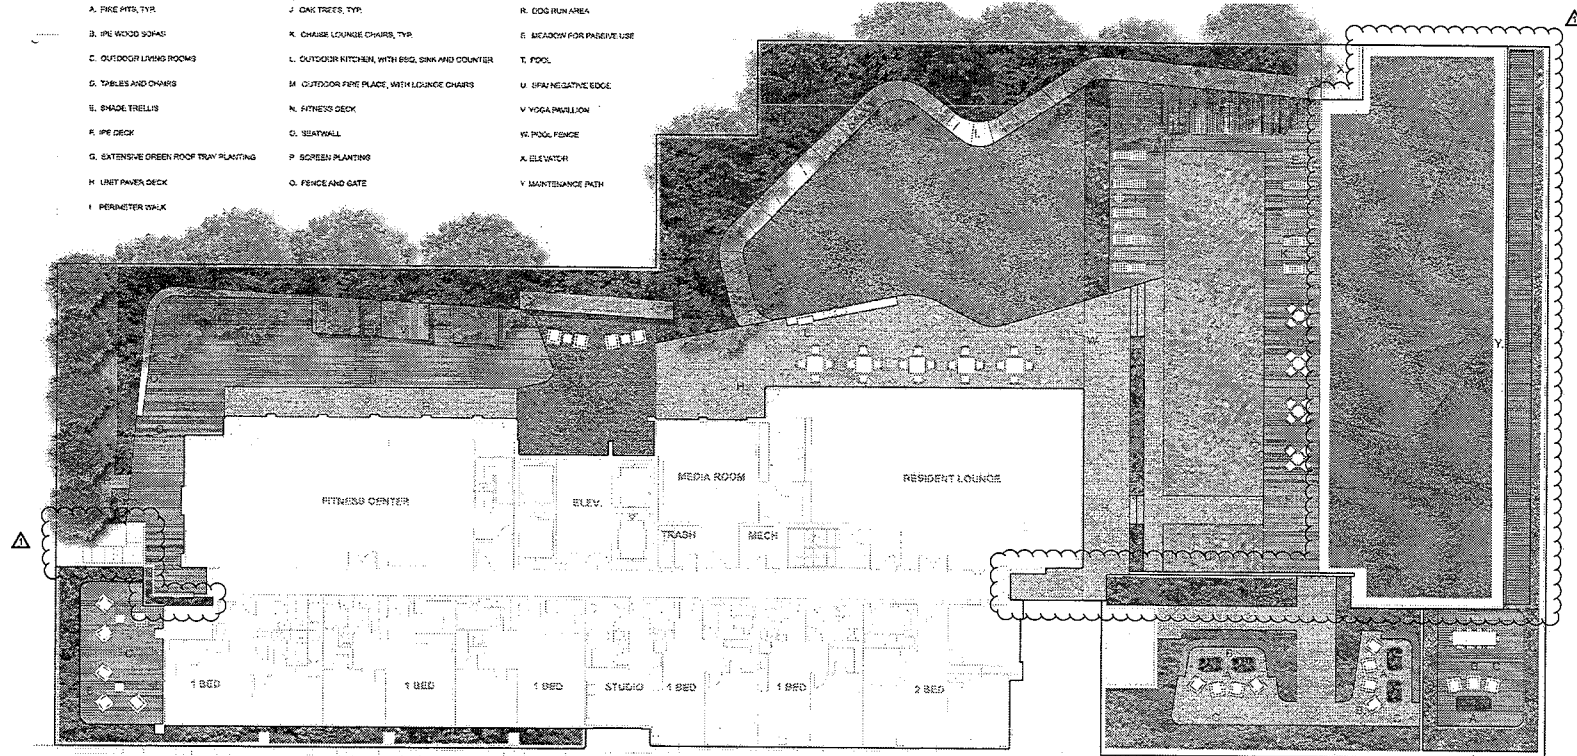 A. FIRE PITS, TYP.
B. IPE WOOD SOFAS
C. OUTDOOR LIVING ROOMS
D. TABLES AND CHAIRS
E. SHADE TRELLIS
F. IPE DECK
G. EXTENSIVE GREEN ROOF TRAY PLANTING
H UNIT PAVER DECK
I PERIMETER WALK
J OAK TREES, TYP.
K. CHAISE LOUNGE CHAIRS, TYP.
L. OUTDOOR KITCHEN, WITH BBQ, SINK AND COUNTER
M OUTDOOR FIRE PLACE, WITH LOUNGE CHAIRS
N. FITNESS DECK
O. SEATWALL
P SCREEN PLANTING
Q. FENCE AND GATE
R. DOG RUN AREA
S MEADOW FOR PASSIVE USE
T. POOL
U. SPA/NEGATIVE EDGE
V YOGA PAVILLION
W. POOL FENCE
X. ELEVATOR
Y MAINTENANCE PATH
X
L
K
Y.
H
MEDIA ROOM
RESIDENT LOUNGE
FITNESS CENTER
ELEV.
TRASH
MECH
1
1 BED
1 BED
1 BED
STUDIO
1 BED
1 BED
2 BED
B
A
C
B C
A